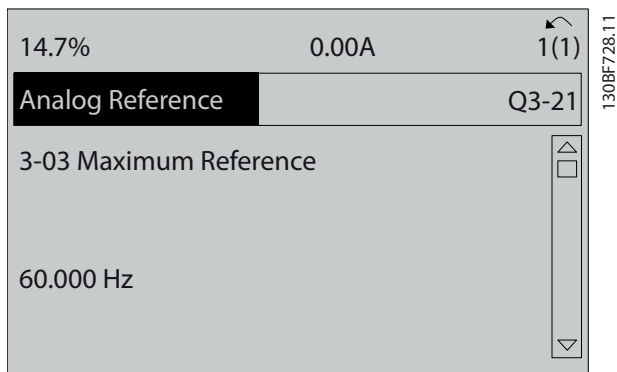 14.7% 0.00A 1(1)
Analog Reference Q3-21
3-03 Maximum Reference
60.000 Hz
130BF728.11